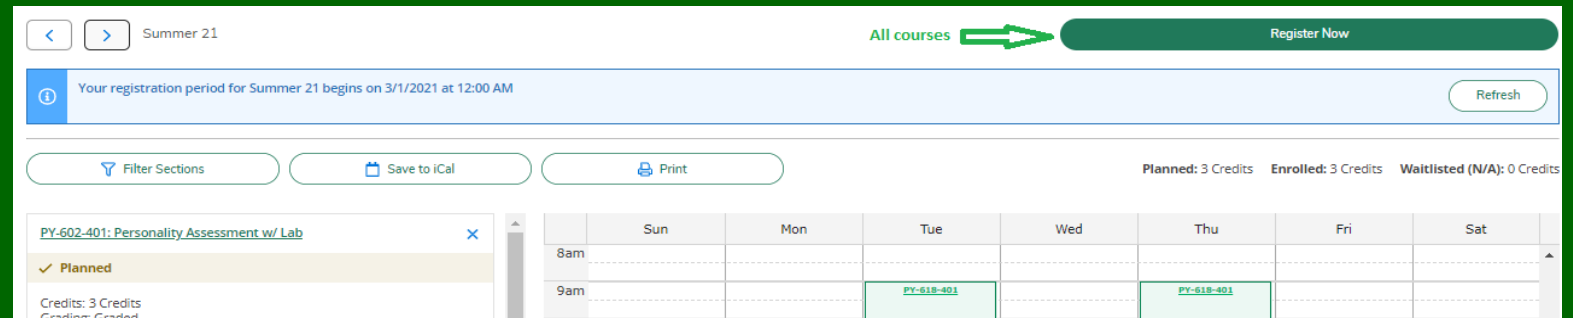 Summer 21
All courses
Register Now
Your registration period for Summer 21 begins on 3/1/2021 at 12:00 AM
Refresh
Filter Sections
Save to iCal
Print
Planned: 3 Credits Enrolled: 3 Credits Waitlisted (N/A): 0 Credits
PY-602-401: Personality Assessment w/ Lab
Planned
Credits: 3 Credits
Grading: Graded
Sun Mon Tue Wed Thu Fri Sat
8am
9am
PY-618-401 PY-618-401